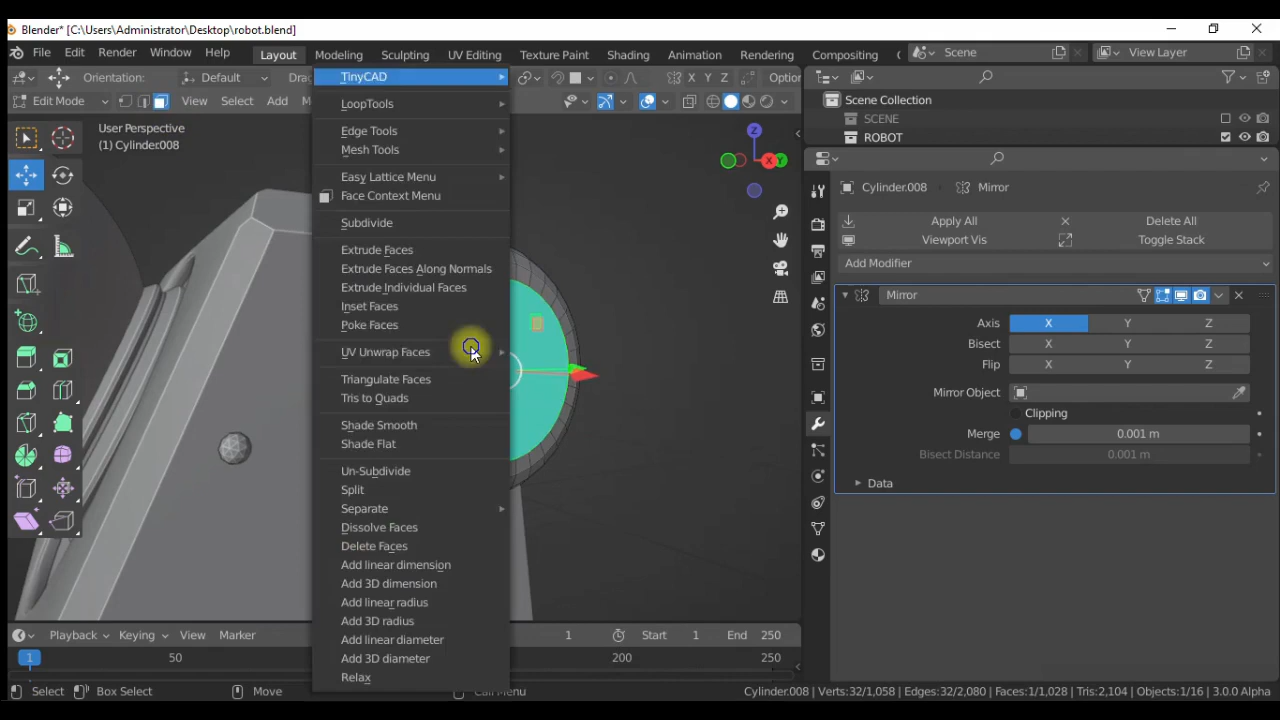 Blender* [C:\Users\Administrator\Desktop\robot.blend]
File Edit Render Window Help Layout Modeling Sculpting UV Editing Texture Paint Shading Animation Rendering Compositing Scene View Layer
Orientation: Default Drag X Y Z Option
Edit Mode View Select Add M
User Perspective
(1) Cylinder.008
TinyCAD
LoopTools
Edge Tools
Mesh Tools
Easy Lattice Menu
Face Context Menu
Subdivide
Extrude Faces
Extrude Faces Along Normals
Extrude Individual Faces
Inset Faces
Poke Faces
UV Unwrap Faces
Triangulate Faces
Tris to Quads
Shade Smooth
Shade Flat
Un-Subdivide
Split
Separate
Dissolve Faces
Delete Faces
Add linear dimension
Add 3D dimension
Add linear radius
Add 3D radius
Add linear diameter
Add 3D diameter
Relax
Z
X Y
Scene Collection
SCENE
ROBOT
Cylinder.008 Mirror
Apply All Delete All
Viewport Vis Toggle Stack
Add Modifier
Mirror
Axis X Y Z
Bisect X Y Z
Flip X Y Z
Mirror Object
Clipping
Merge 0.001 m
Bisect Distance 0.001 m
Data
Playback Keying View Marker 1 Start 1 End 250
1 50 200 250
Select Box Select Move Call Menu Cylinder.008 | Verts:32/1,058 | Edges:32/2,080 | Faces:1/1,028 | Tris:2,104 | Objects:1/16 | 3.0.0 Alpha